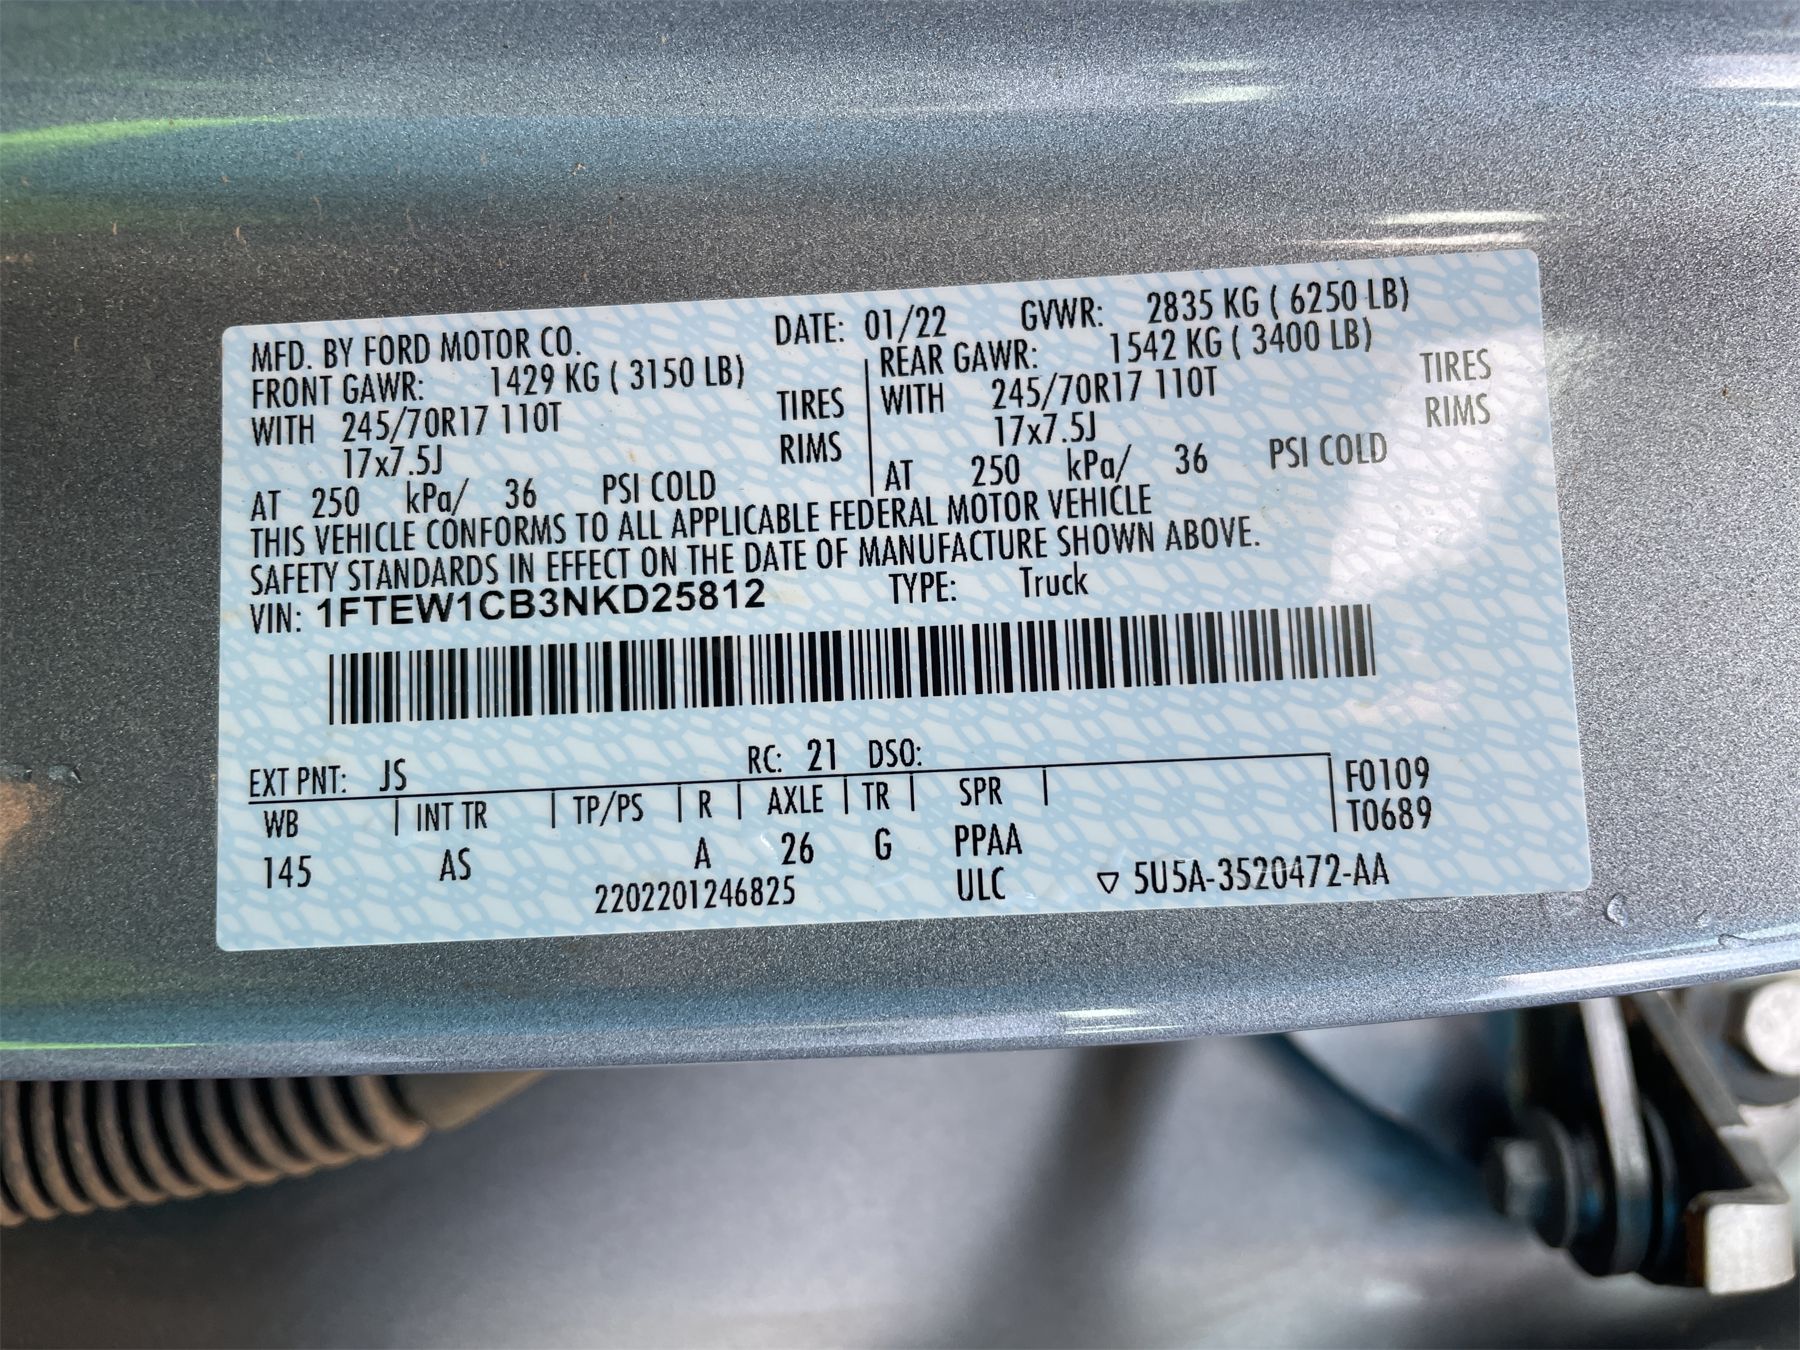 MFD. BY FORD MOTOR CO. DATE: 01/22 GVWR: 2835 KG ( 6250 LB)
FRONT GAWR: 1429 KG ( 3150 LB) REAR GAWR: 1542 KG ( 3400 LB)
WITH 245/70R17 110T TIRES WITH 245/70R17 110T TIRES
17x7.5J RIMS 17x7.5J RIMS
AT 250 kPa/ 36 PSI COLD AT 250 kPa/ 36 PSI COLD
THIS VEHICLE CONFORMS TO ALL APPLICABLE FEDERAL MOTOR VEHICLE
SAFETY STANDARDS IN EFFECT ON THE DATE OF MANUFACTURE SHOWN ABOVE.
VIN: 1FTEW1CB3NKD25812 TYPE: Truck
EXT PNT: JS RC: 21 DSO:
WB INT TR TP/PS R AXLE TR SPR F0109
T0689
145 AS A 26 G PPAA
2202201246825 ULC ▽ 5U5A-3520472-AA